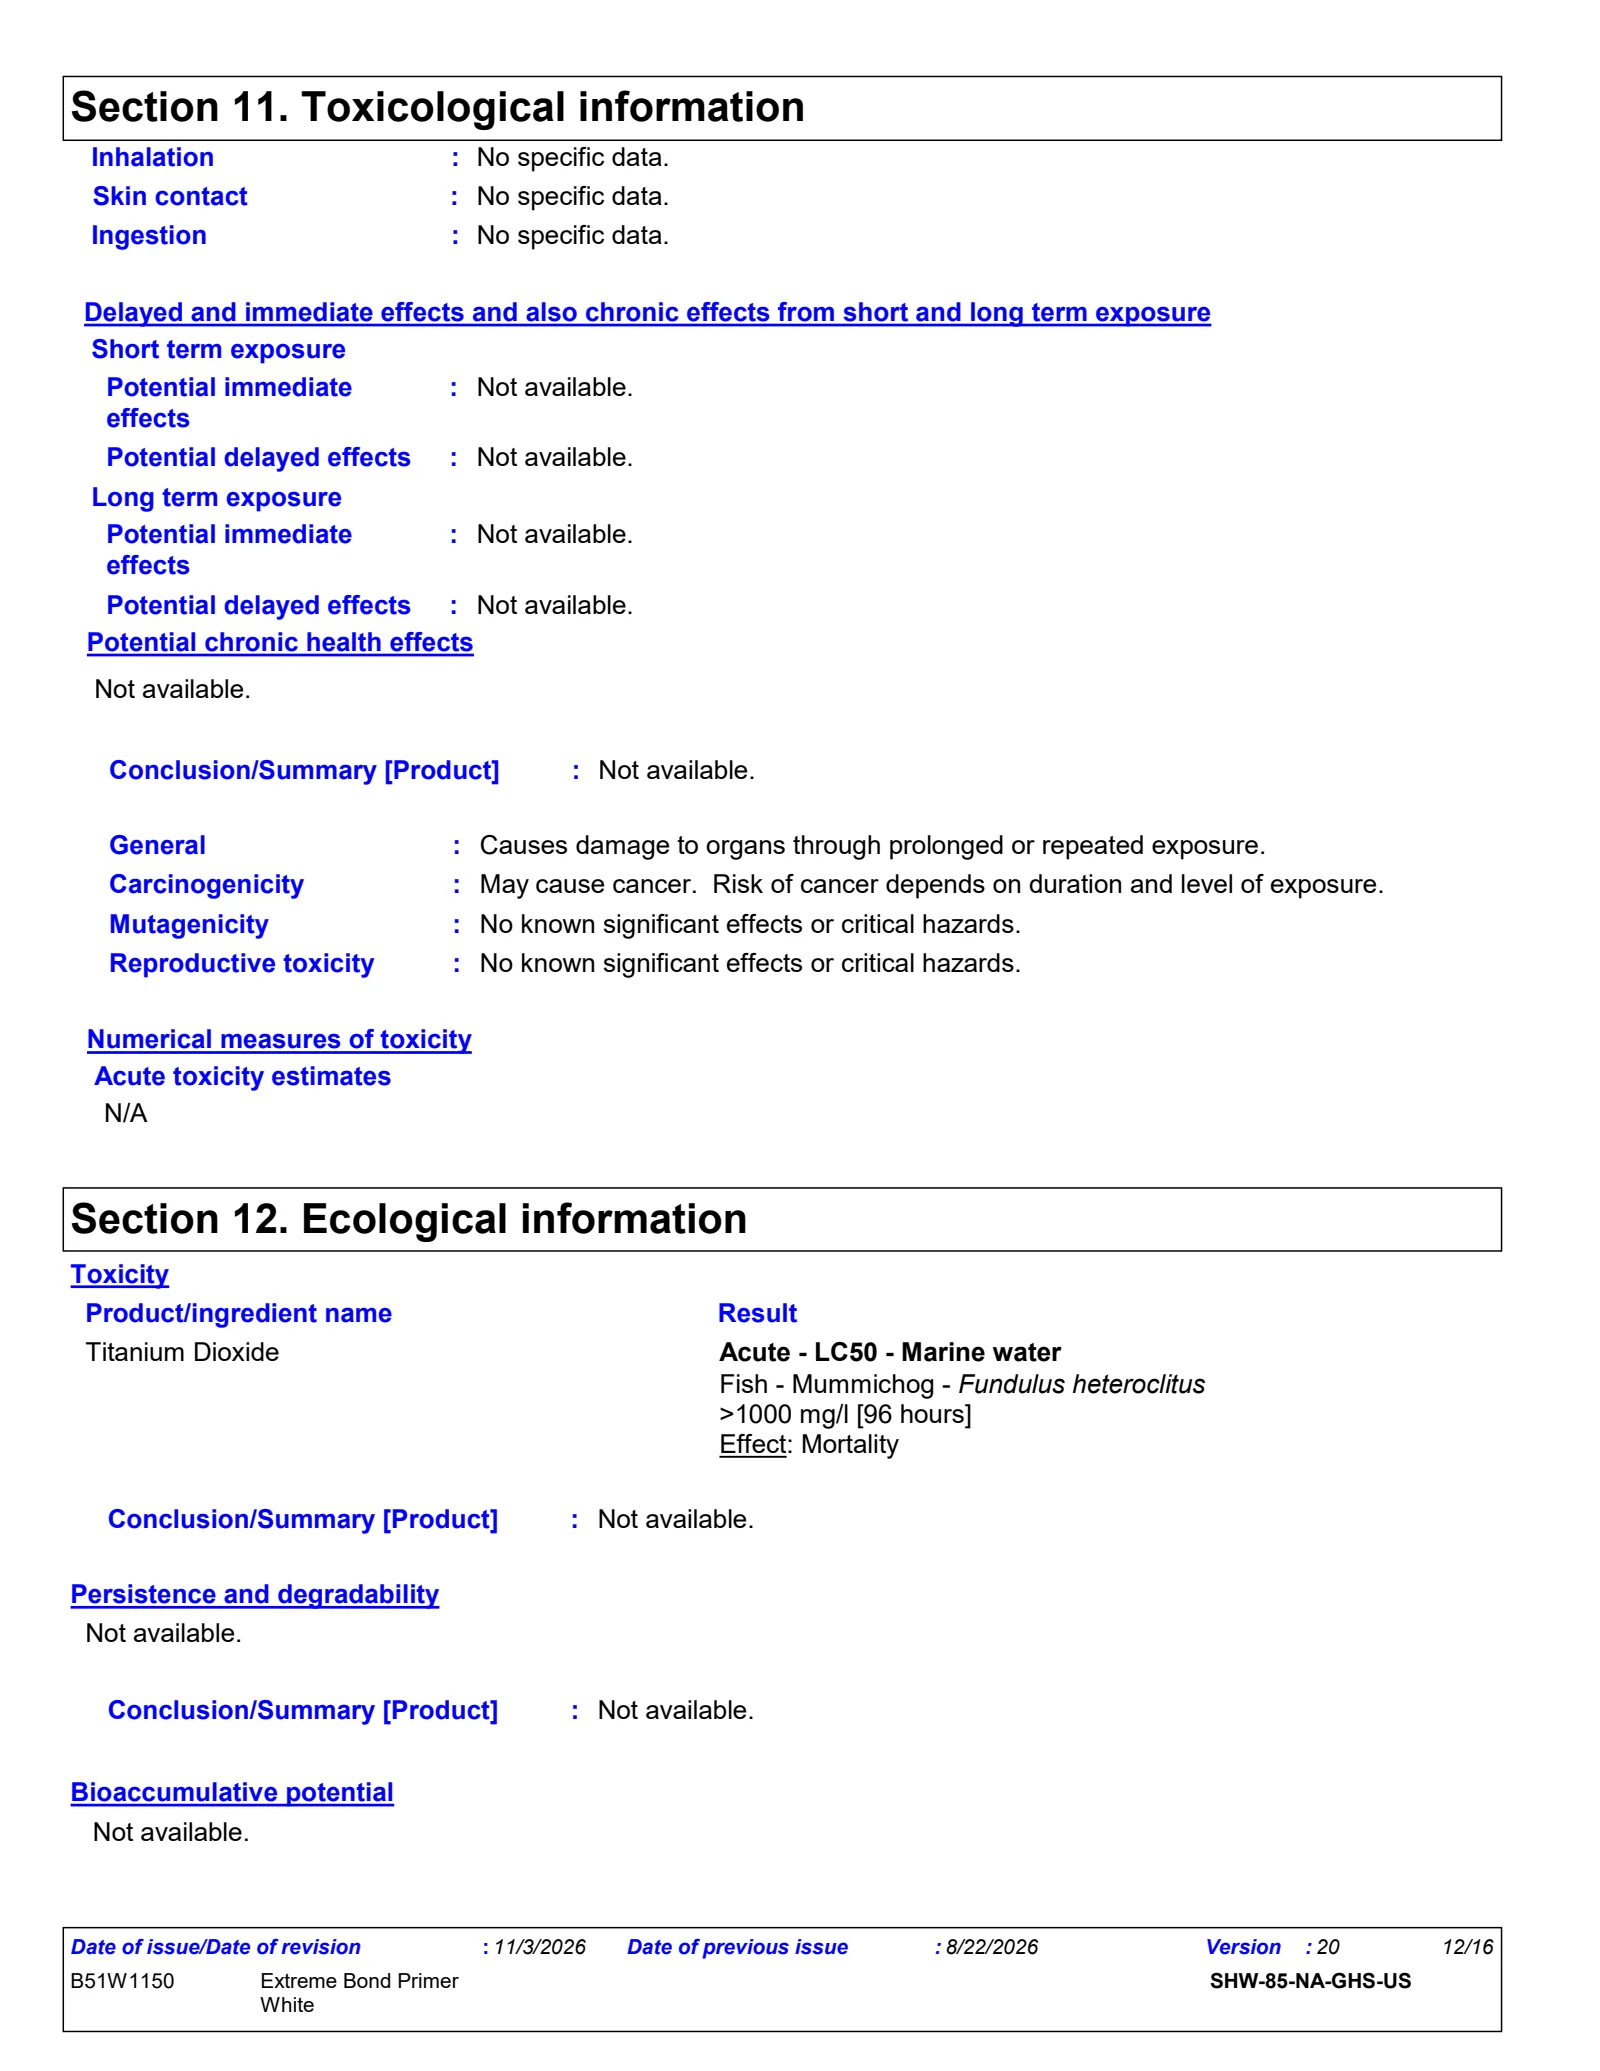 Section 11. Toxicological information
Inhalation : No specific data.
Skin contact : No specific data.
Ingestion : No specific data.
Delayed and immediate effects and also chronic effects from short and long term exposure
Short term exposure
Potential immediate : Not available.
effects
Potential delayed effects : Not available.
Long term exposure
Potential immediate : Not available.
effects
Potential delayed effects : Not available.
Potential chronic health effects
Not available.
Conclusion/Summary [Product] : Not available.
General : Causes damage to organs through prolonged or repeated exposure.
Carcinogenicity : May cause cancer. Risk of cancer depends on duration and level of exposure.
Mutagenicity : No known significant effects or critical hazards.
Reproductive toxicity : No known significant effects or critical hazards.
Numerical measures of toxicity
Acute toxicity estimates
N/A
Section 12. Ecological information
Toxicity
Product/ingredient name Result
Titanium Dioxide Acute - LC50 - Marine water
Fish - Mummichog - Fundulus heteroclitus
>1000 mg/l [96 hours]
Effect: Mortality
Conclusion/Summary [Product] : Not available.
Persistence and degradability
Not available.
Conclusion/Summary [Product] : Not available.
Bioaccumulative potential
Not available.
Date of issue/Date of revision : 11/3/2026 Date of previous issue : 8/22/2026 Version : 20 12/16
B51W1150 Extreme Bond Primer SHW-85-NA-GHS-US
White